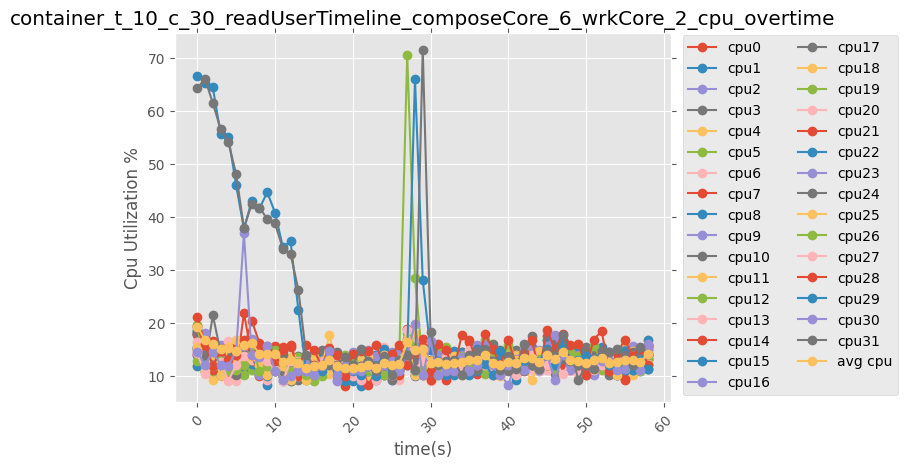 container_t_10_c_30_readUserTimeline_composeCore_6_wrkCore_2_cpu_overtime
70
60
50
40
30
20
10
Cpu Utilization %
0
10
20
30
40
50
60
time(s)
cpu0
cpu1
cpu2
cpu3
cpu4
cpu5
cpu6
cpu7
cpu8
cpu9
cpu10
cpu11
cpu12
cpu13
cpu14
cpu15
cpu16
cpu17
cpu18
cpu19
cpu20
cpu21
cpu22
cpu23
cpu24
cpu25
cpu26
cpu27
cpu28
cpu29
cpu30
cpu31
avg cpu